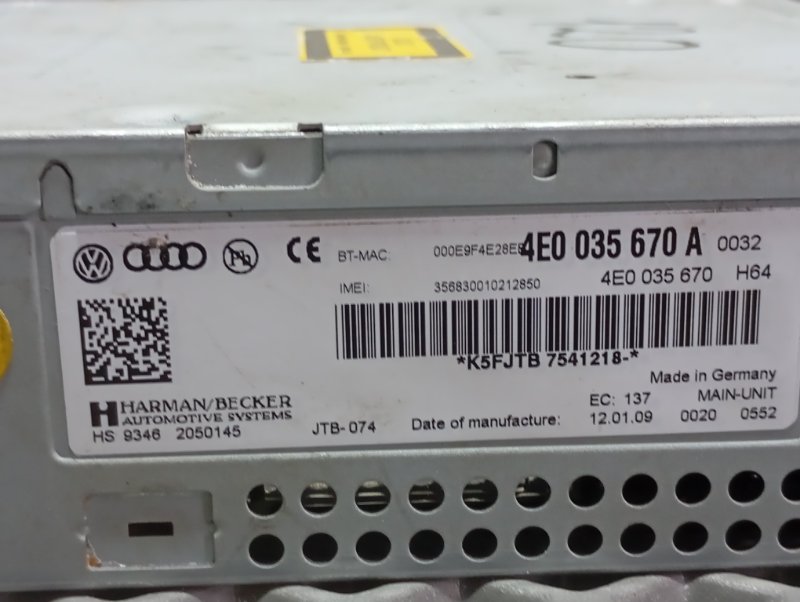 Pb CE BT-MAC: 000E9F4E28E 4E0 035 670 A 0032
IMEI: 356830010212850 4E0 035 670 H64
*K5FJTB 7541218-*
Made in Germany
HARMAN/BECKER
AUTOMOTIVE SYSTEMS
EC: 137 MAIN-UNIT
HS 9346 2050145 JTB-074 Date of manufacture: 12.01.09 0020 0552